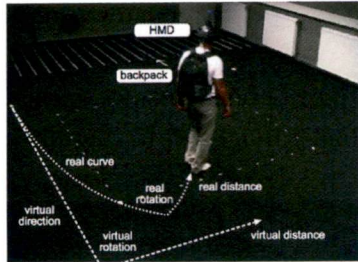 HMD
backpack
real curve
real
rotation
real distance
virtual
direction
virtual
rotation
virtual distance